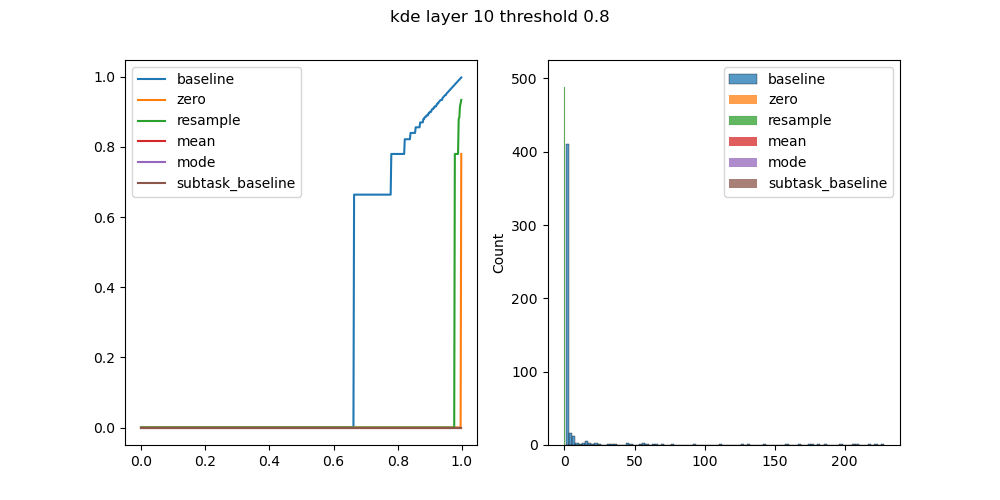 kde layer 10 threshold 0.8
1.0
0.8
0.6
0.4
0.2
0.0
0.0
0.2
0.4
0.6
0.8
1.0
baseline
zero
resample
mean
mode
subtask_baseline
Count
500
400
300
200
100
0
0
50
100
150
200
baseline
zero
resample
mean
mode
subtask_baseline